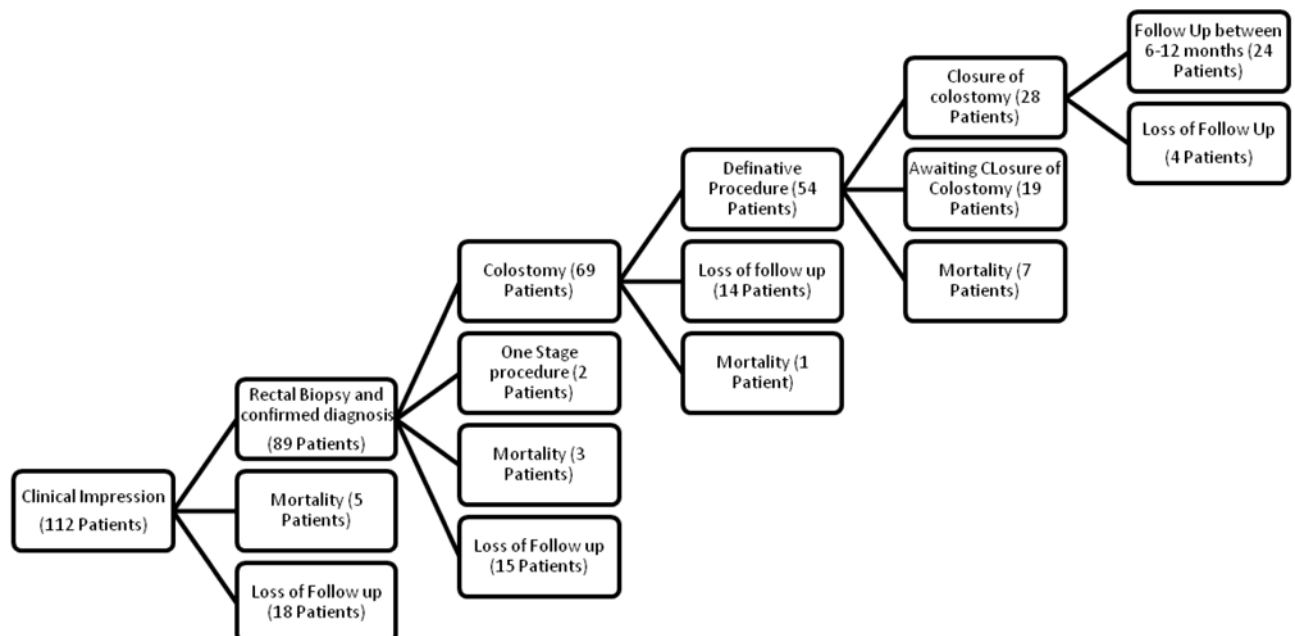 Clinical Impression
(112 Patients)
Rectal Biopsy and
confirmed diagnosis
(89 Patients)
Mortality (5
Patients)
Loss of Follow up
(18 Patients)
Colostomy (69
Patients)
One Stage
procedure (2
Patients)
Mortality (3
Patients)
Loss of Follow up
(15 Patients)
Definative
Procedure (54
Patients)
Loss of follow up
(14 Patients)
Mortality (1
Patient)
Closure of
colostomy (28
Patients)
Awaiting CLosure of
Colostomy (19
Patients)
Mortality (7
Patients)
Follow Up between
6-12 months (24
Patients)
Loss of Follow Up
(4 Patients)